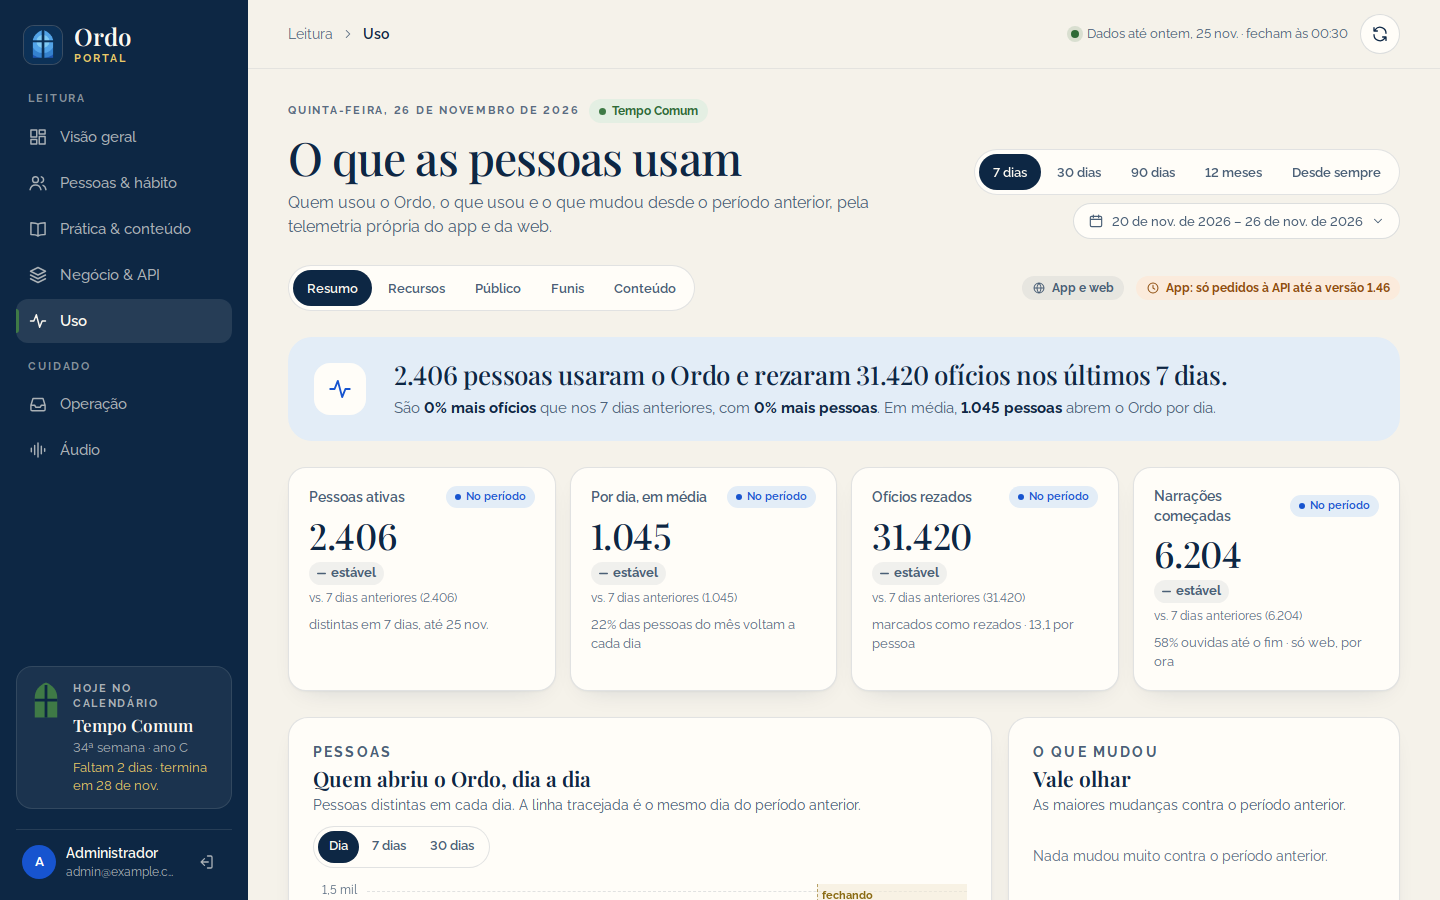 Ordo
PORTAL
LEITURA
Visão geral
Pessoas & hábito
Prática & conteúdo
Negócio & API
Uso
CUIDADO
Operação
Áudio
HOJE NO
CALENDÁRIO
Tempo Comum
34ª semana · ano C
Faltam 2 dias · termina
em 28 de nov.
A
Administrador
admin@example.c...
Leitura > Uso
Dados até ontem, 25 nov. · fecham às 00:30
QUINTA-FEIRA, 26 DE NOVEMBRO DE 2026
Tempo Comum
O que as pessoas usam
Quem usou o Ordo, o que usou e o que mudou desde o período anterior, pela
telemetria própria do app e da web.
7 dias 30 dias 90 dias 12 meses Desde sempre
20 de nov. de 2026 – 26 de nov. de 2026
Resumo Recursos Público Funis Conteúdo
App e web
App: só pedidos à API até a versão 1.46
2.406 pessoas usaram o Ordo e rezaram 31.420 ofícios nos últimos 7 dias.
São 0% mais ofícios que nos 7 dias anteriores, com 0% mais pessoas. Em média, 1.045 pessoas abrem o Ordo por dia.
Pessoas ativas
No período
2.406
— estável
vs. 7 dias anteriores (2.406)
distintas em 7 dias, até 25 nov.
Por dia, em média
No período
1.045
— estável
vs. 7 dias anteriores (1.045)
22% das pessoas do mês voltam a
cada dia
Ofícios rezados
No período
31.420
— estável
vs. 7 dias anteriores (31.420)
marcados como rezados · 13,1 por
pessoa
Narrações
começadas
No período
6.204
— estável
vs. 7 dias anteriores (6.204)
58% ouvidas até o fim · só web, por
ora
PESSOAS
Quem abriu o Ordo, dia a dia
Pessoas distintas em cada dia. A linha tracejada é o mesmo dia do período anterior.
Dia 7 dias 30 dias
1,5 mil
fechando
O QUE MUDOU
Vale olhar
As maiores mudanças contra o período anterior.
Nada mudou muito contra o período anterior.